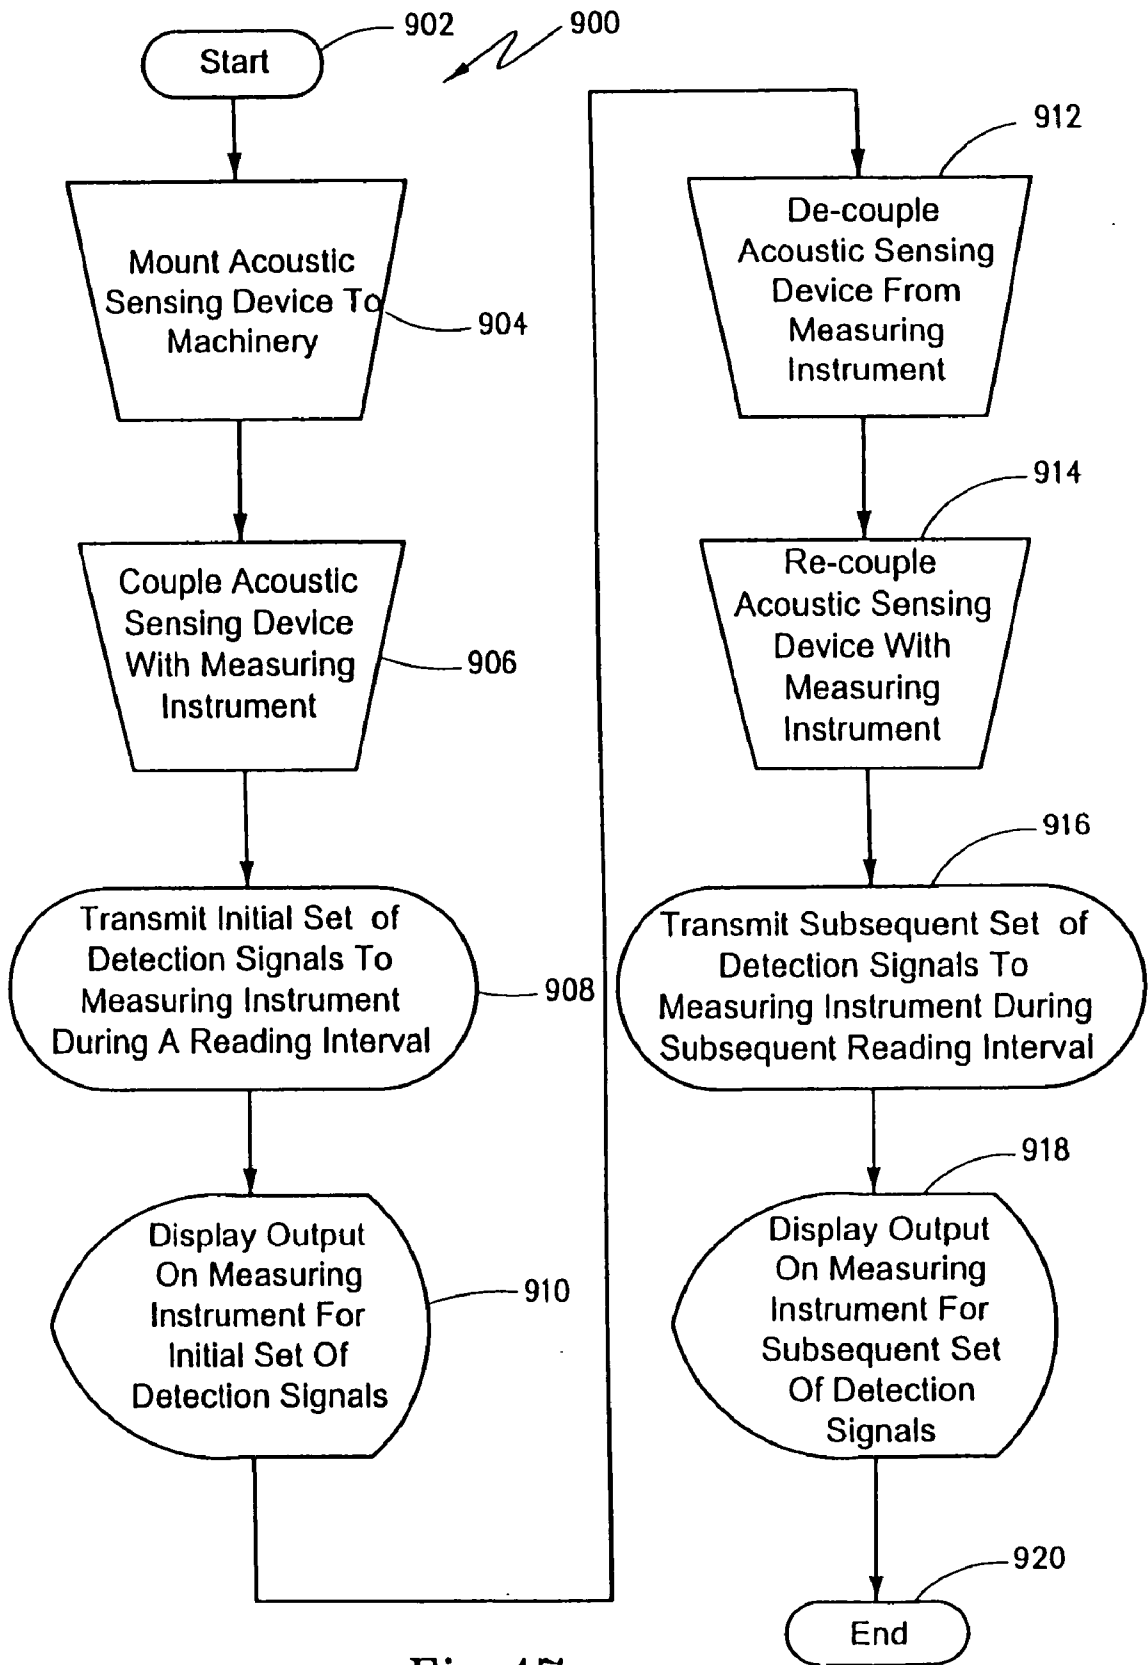 902
900
Start
Mount Acoustic
Sensing Device To
Machinery
904
Couple Acoustic
Sensing Device
With Measuring
Instrument
906
Transmit Initial Set of
Detection Signals To
Measuring Instrument
During A Reading Interval
908
Display Output
On Measuring
Instrument For
Initial Set Of
Detection Signals
910
912
De-couple
Acoustic Sensing
Device From
Measuring
Instrument
914
Re-couple
Acoustic Sensing
Device With
Measuring
Instrument
916
Transmit Subsequent Set of
Detection Signals To
Measuring Instrument During
Subsequent Reading Interval
918
Display Output
On Measuring
Instrument For
Subsequent Set
Of Detection
Signals
920
End